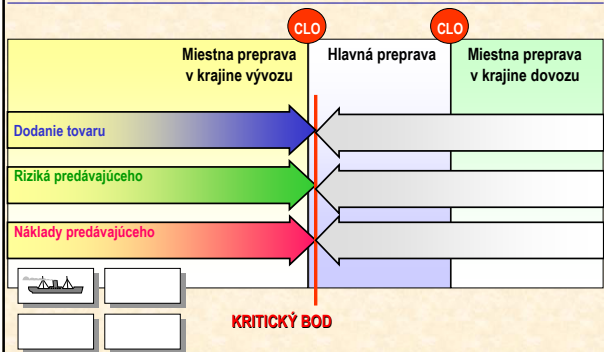 CLO
CLO
Miestna preprava
v krajine vývozu
Hlavná preprava
Miestna preprava
v krajine dovozu
Dodanie tovaru
Riziká predávajúceho
Náklady predávajúceho
KRITICKÝ BOD